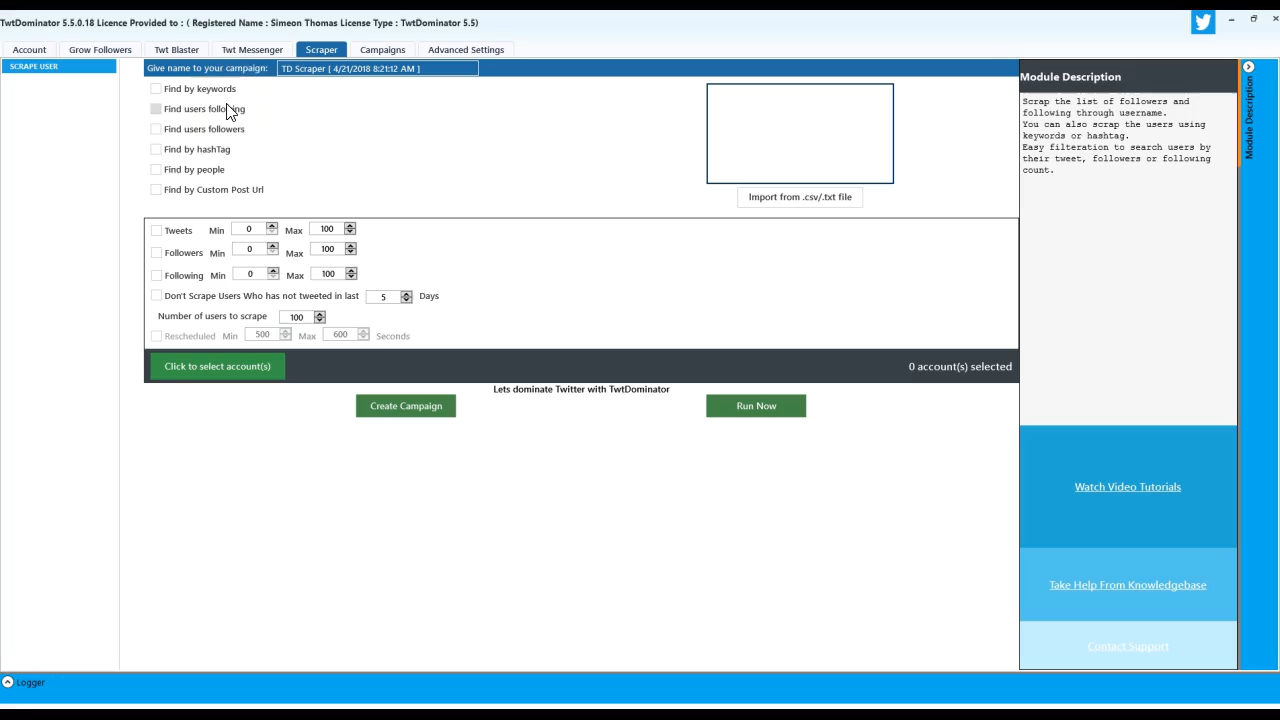 TwtDominator 5.5.0.18 Licence Provided to : ( Registered Name : Simeon Thomas License Type : TwtDominator 5.5)
Account Grow Followers Twt Blaster Twt Messenger Scraper Campaigns Advanced Settings
SCRAPE USER
Give name to your campaign: TD Scraper [ 4/21/2018 8:21:12 AM ]
Find by keywords
Find users following
Find users followers
Find by hashTag
Find by people
Find by Custom Post Url
Import from .csv/.txt file
Tweets Min 0 Max 100
Followers Min 0 Max 100
Following Min 0 Max 100
Don't Scrape Users Who has not tweeted in last 5 Days
Number of users to scrape 100
Rescheduled Min 500 Max 600 Seconds
Click to select account(s) 0 account(s) selected
Lets dominate Twitter with TwtDominator
Create Campaign Run Now
Module Description
Scrap the list of followers and
following through username.
You can also scrap the users using
keywords or hashtag.
Easy filteration to search users by
their tweet, followers or following
count.
Watch Video Tutorials
Take Help From Knowledgebase
Contact Support
Module Description
Logger